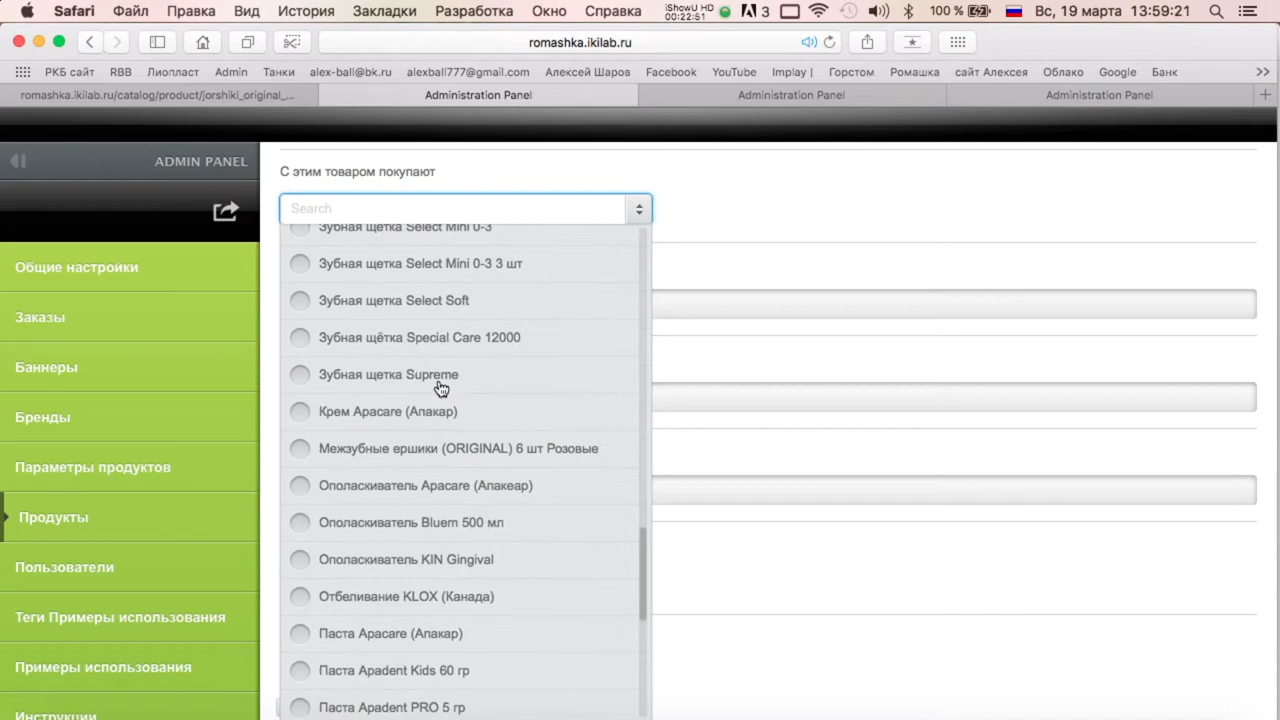 Safari Файл Правка Вид История Закладки Разработка Окно Справка iShowU HD 00:22:51 3 100 % Вс, 19 марта 13:59:21
romashka.ikilab.ru
РКБ сайт RBB Лиопласт Admin Танки alex-ball@bk.ru alexball777@gmail.com Алексей Шаров Facebook YouTube Implay | Горстом Ромашка сайт Алексея Облако Google Банк
romashka.ikilab.ru/catalog/product/jorshiki_original_... Administration Panel Administration Panel Administration Panel
ADMIN PANEL
Общие настройки
Заказы
Баннеры
Бренды
Параметры продуктов
Продукты
Пользователи
Теги Примеры использования
Примеры использования
Инструкции
С этим товаром покупают
Search
Зубная щетка Select Mini 0-3
Зубная щетка Select Mini 0-3 3 шт
Зубная щетка Select Soft
Зубная щётка Special Care 12000
Зубная щетка Supreme
Крем Apacare (Апакар)
Межзубные ершики (ORIGINAL) 6 шт Розовые
Ополаскиватель Apacare (Апакеар)
Ополаскиватель Bluem 500 мл
Ополаскиватель KIN Gingival
Отбеливание KLOX (Канада)
Паста Apacare (Апакар)
Паста Apadent Kids 60 гр
Паста Apadent PRO 5 гр